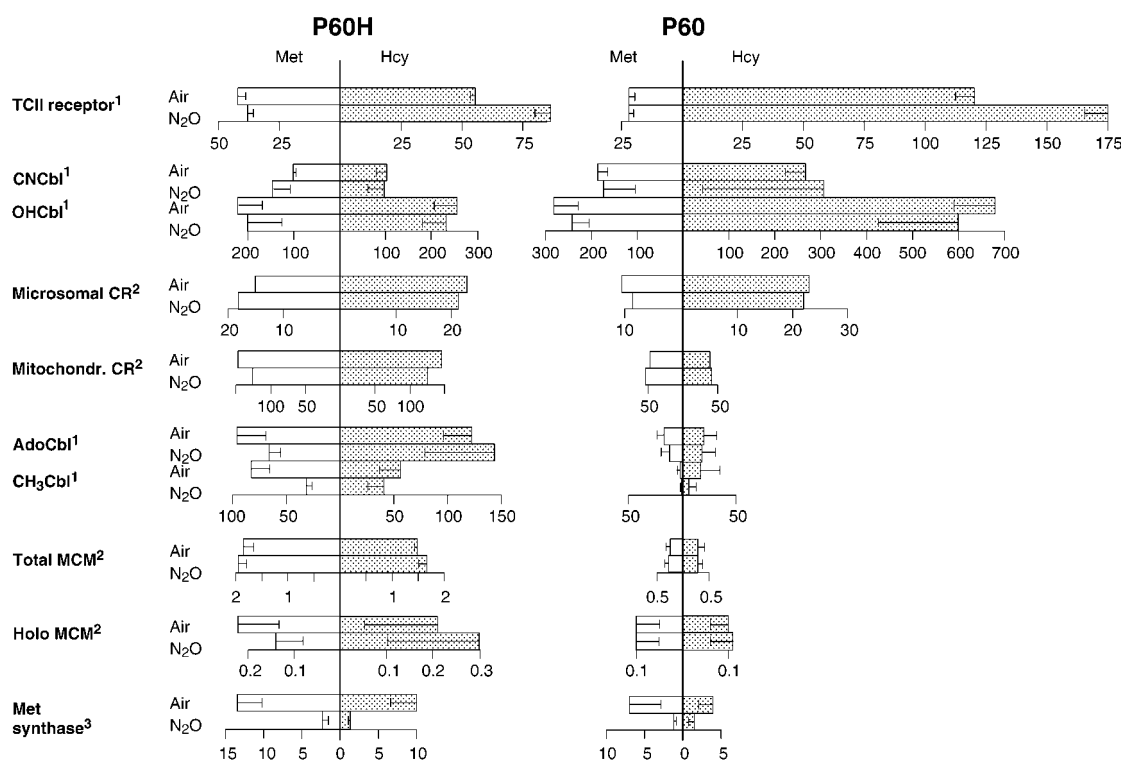 P60H P60
Met Hcy Met Hcy
TCII receptor¹ Air
N₂O
50 25 25 50 75 25 25 50 75 100 125 150 175
CNCbl¹ Air
N₂O
OHCbl¹ Air
N₂O
200 100 100 200 300 300 200 100 100 200 300 400 500 600 700
Microsomal CR² Air
N₂O
20 10 10 20 10 10 20 30
Mitochondr. CR² Air
N₂O
100 50 50 100 50 50
AdoCbl¹ Air
N₂O
CH₃Cbl¹ Air
N₂O
100 50 50 100 150 50 50
Total MCM² Air
N₂O
2 1 1 2 0.5 0.5
Holo MCM² Air
N₂O
0.2 0.1 0.1 0.2 0.3 0.1 0.1
Met Air
synthase³ N₂O
15 10 5 0 10 10 5 0 5